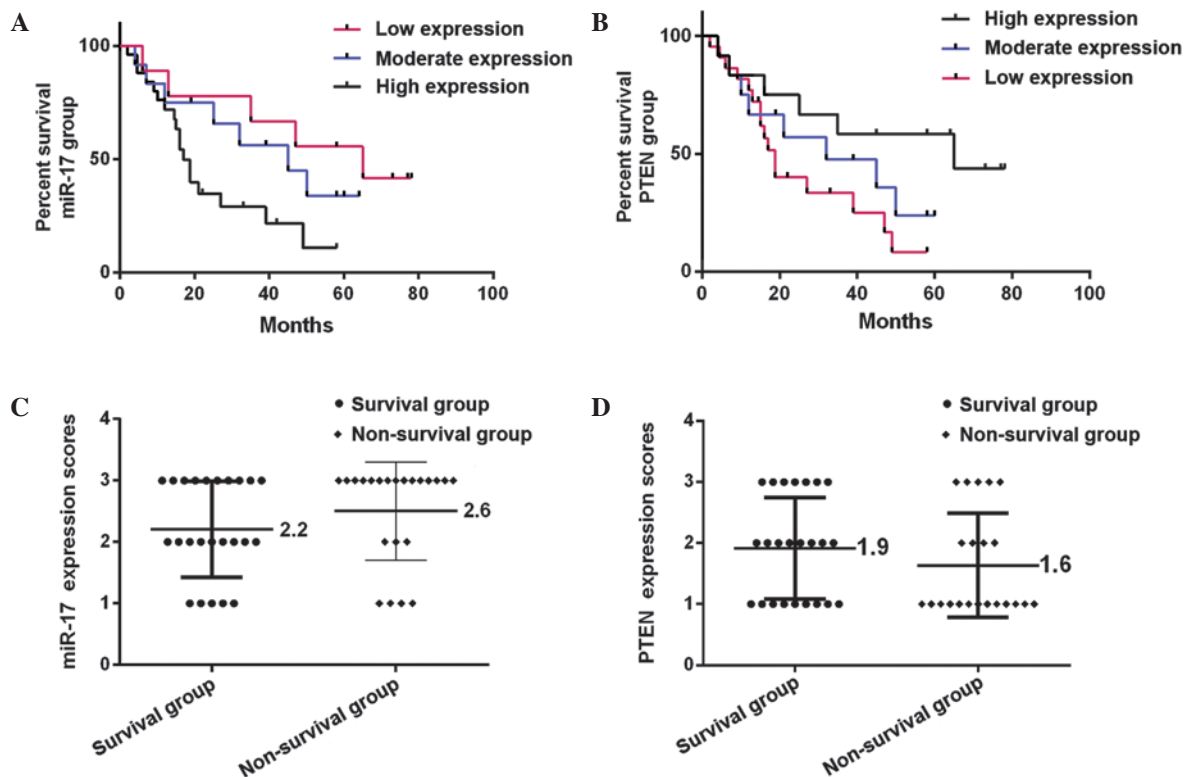 A
Low expression
Moderate expression
High expression
Percent survival
miR-17 group
100
50
0
0 20 40 60 80 100
Months
B
High expression
Moderate expression
Low expression
Percent survival
PTEN group
100
50
0
0 20 40 60 80 100
Months
C
Survival group
Non-survival group
miR-17 expression scores
4
3
2
1
0
2.2
2.6
Survival group
Non-survival group
D
Survival group
Non-survival group
PTEN expression scores
4
3
2
1
0
1.9
1.6
Survival group
Non-survival group